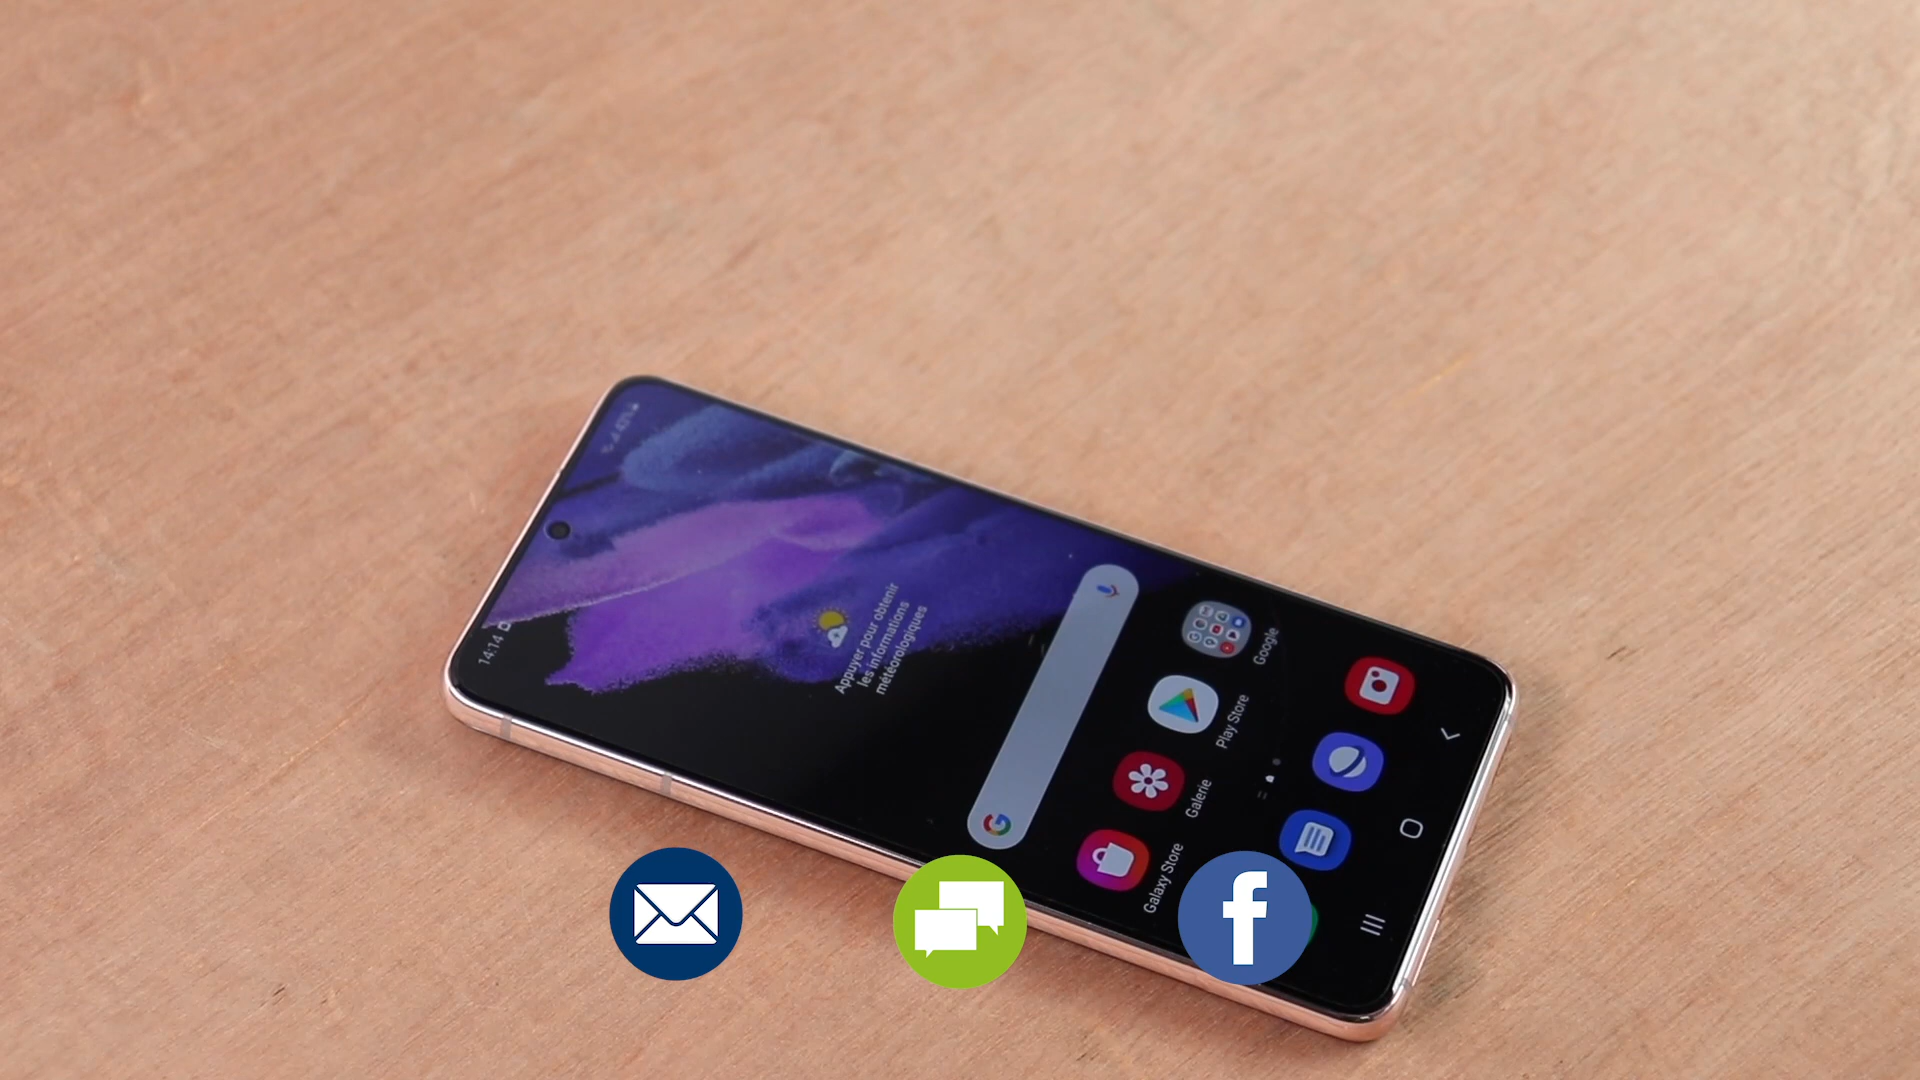 14:14
Appuyer pour obtenir
les informations
météorologiques
Galaxy Store
Galerie
Play Store
Google